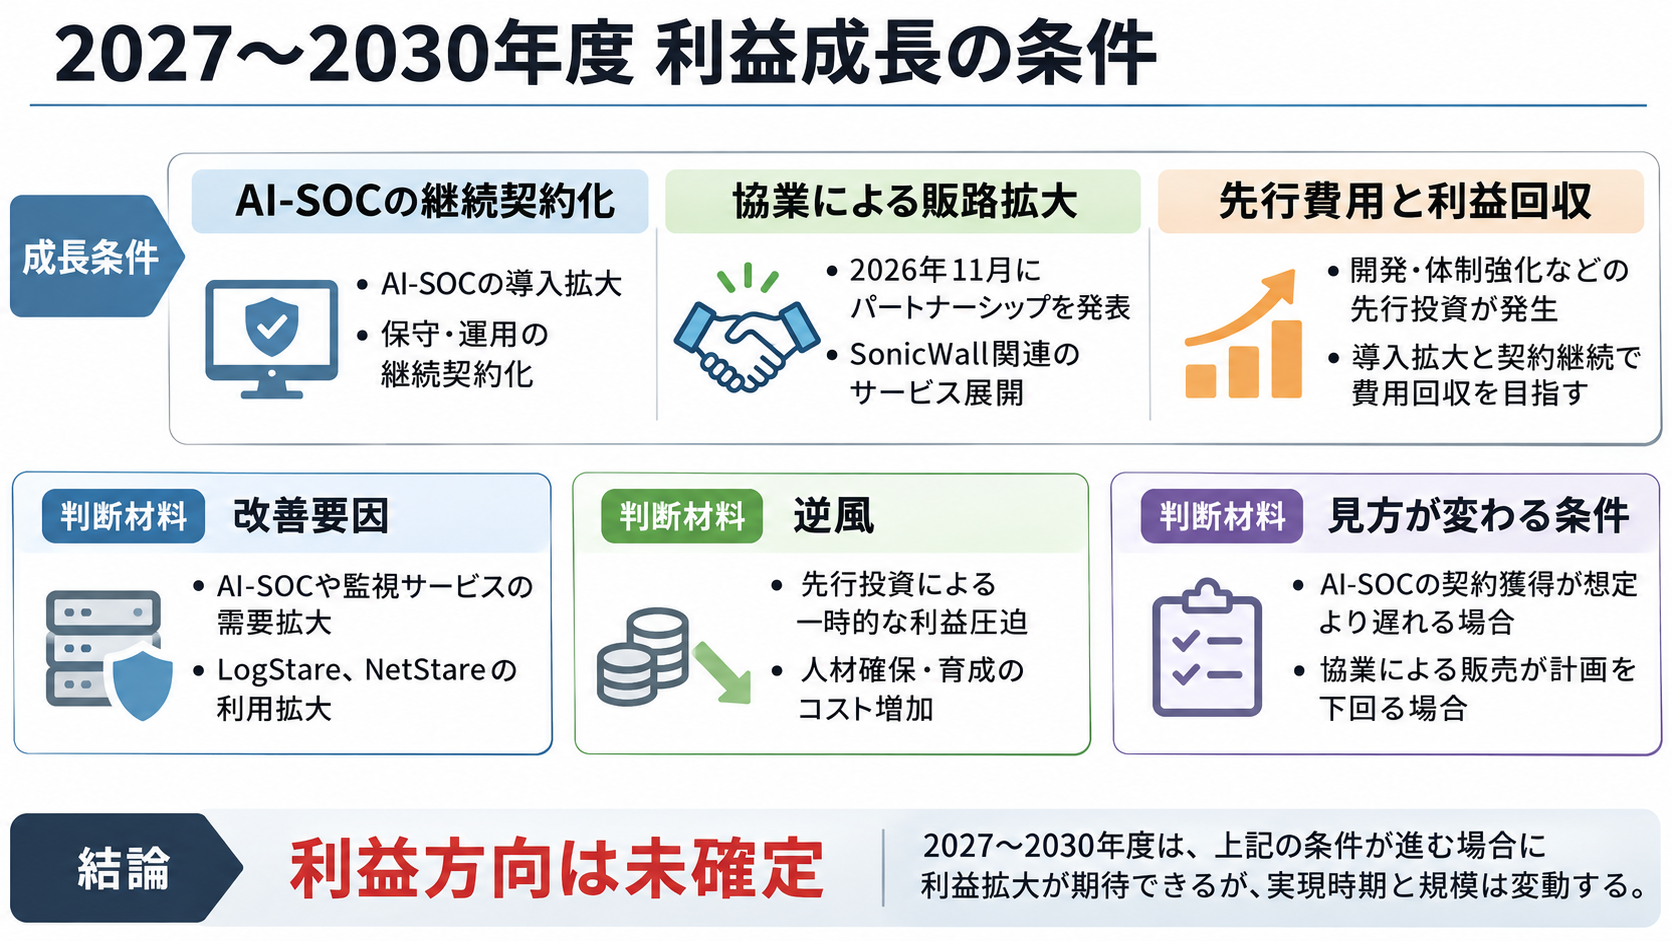 2027～2030年度 利益成長の条件
成長条件
AI-SOCの継続契約化
• AI-SOCの導入拡大
• 保守・運用の
継続契約化
協業による販路拡大
• 2026年11月に
パートナーシップを発表
• SonicWall関連の
サービス展開
先行費用と利益回収
• 開発・体制強化などの
先行投資が発生
• 導入拡大と契約継続で
費用回収を目指す
判断材料 改善要因
• AI-SOCや監視サービスの
需要拡大
• LogStare、NetStareの
利用拡大
判断材料 逆風
• 先行投資による
一時的な利益圧迫
• 人材確保・育成の
コスト増加
判断材料 見方が変わる条件
• AI-SOCの契約獲得が想定
より遅れる場合
• 協業による販売が計画を
下回る場合
結論
利益方向は未確定
2027～2030年度は、上記の条件が進む場合に
利益拡大が期待できるが、実現時期と規模は変動する。